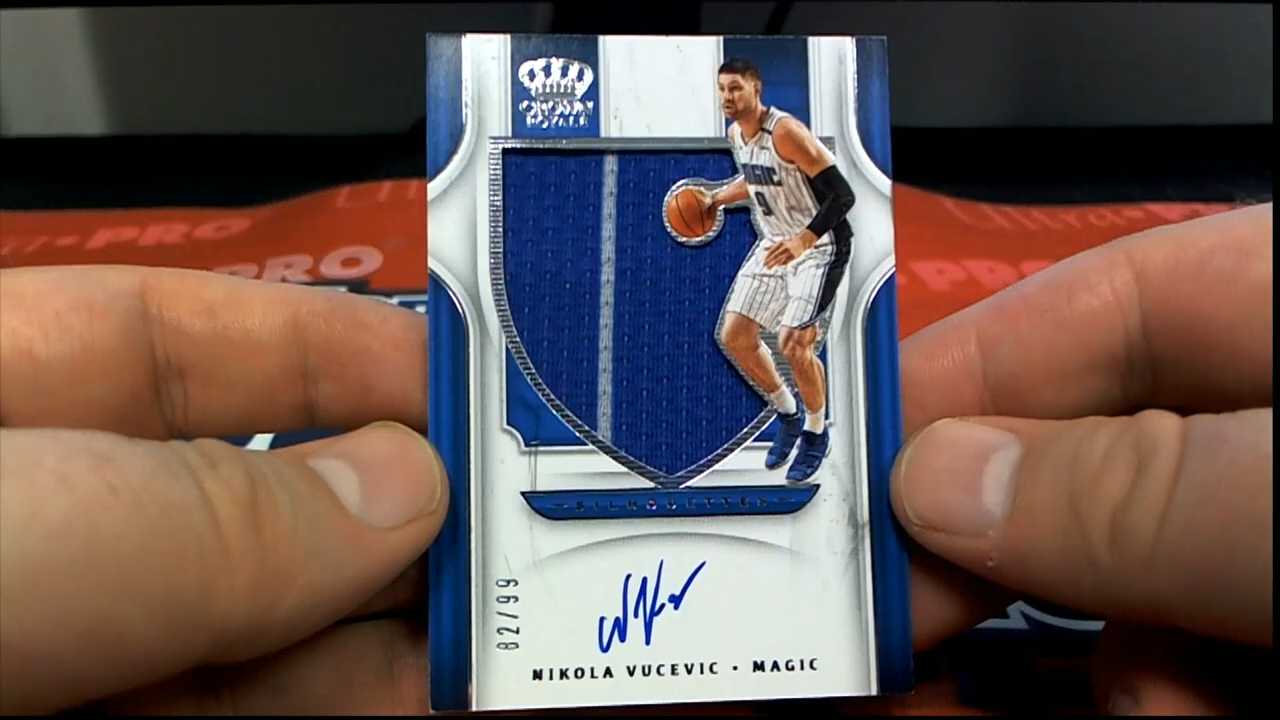 CROWN
ROYALE
MAGIC
9
PRO
PRO
SILHOUETTES
82/99
NIKOLA VUCEVIC • MAGIC